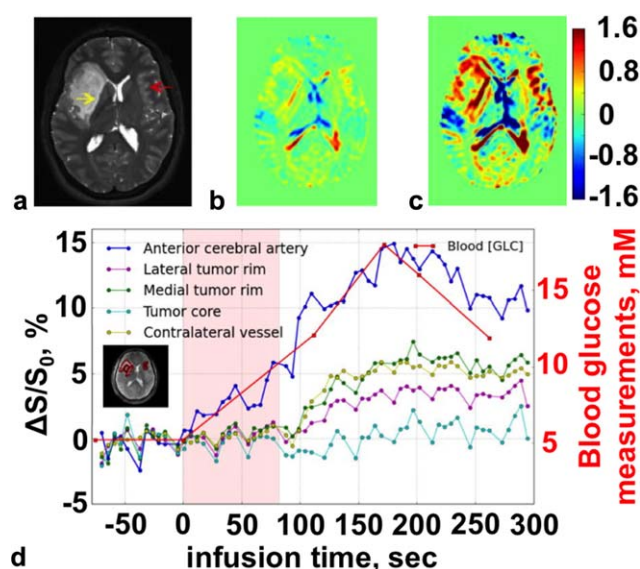 1.6
0.8
0
-0.8
-1.6
a
b
c
15
10
5
0
-5
ΔS/S0, %
Anterior cerebral artery
Lateral tumor rim
Medial tumor rim
Tumor core
Contralateral vessel
Blood [GLC]
15
10
5
Blood glucose
measurements, mM
-50
0
50
100
150
200
250
300
infusion time, sec
d